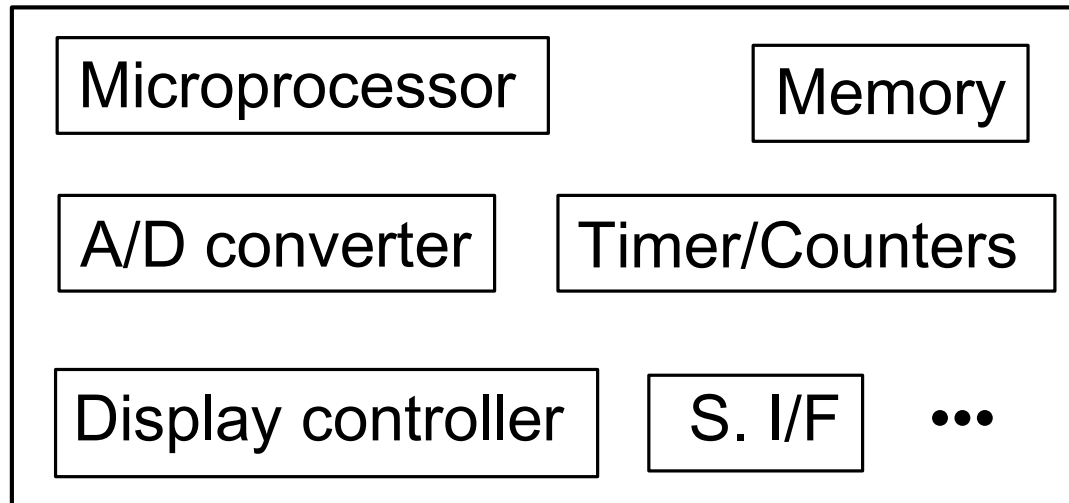 Microprocessor
Memory
A/D converter
Timer/Counters
Display controller
S. I/F
•••